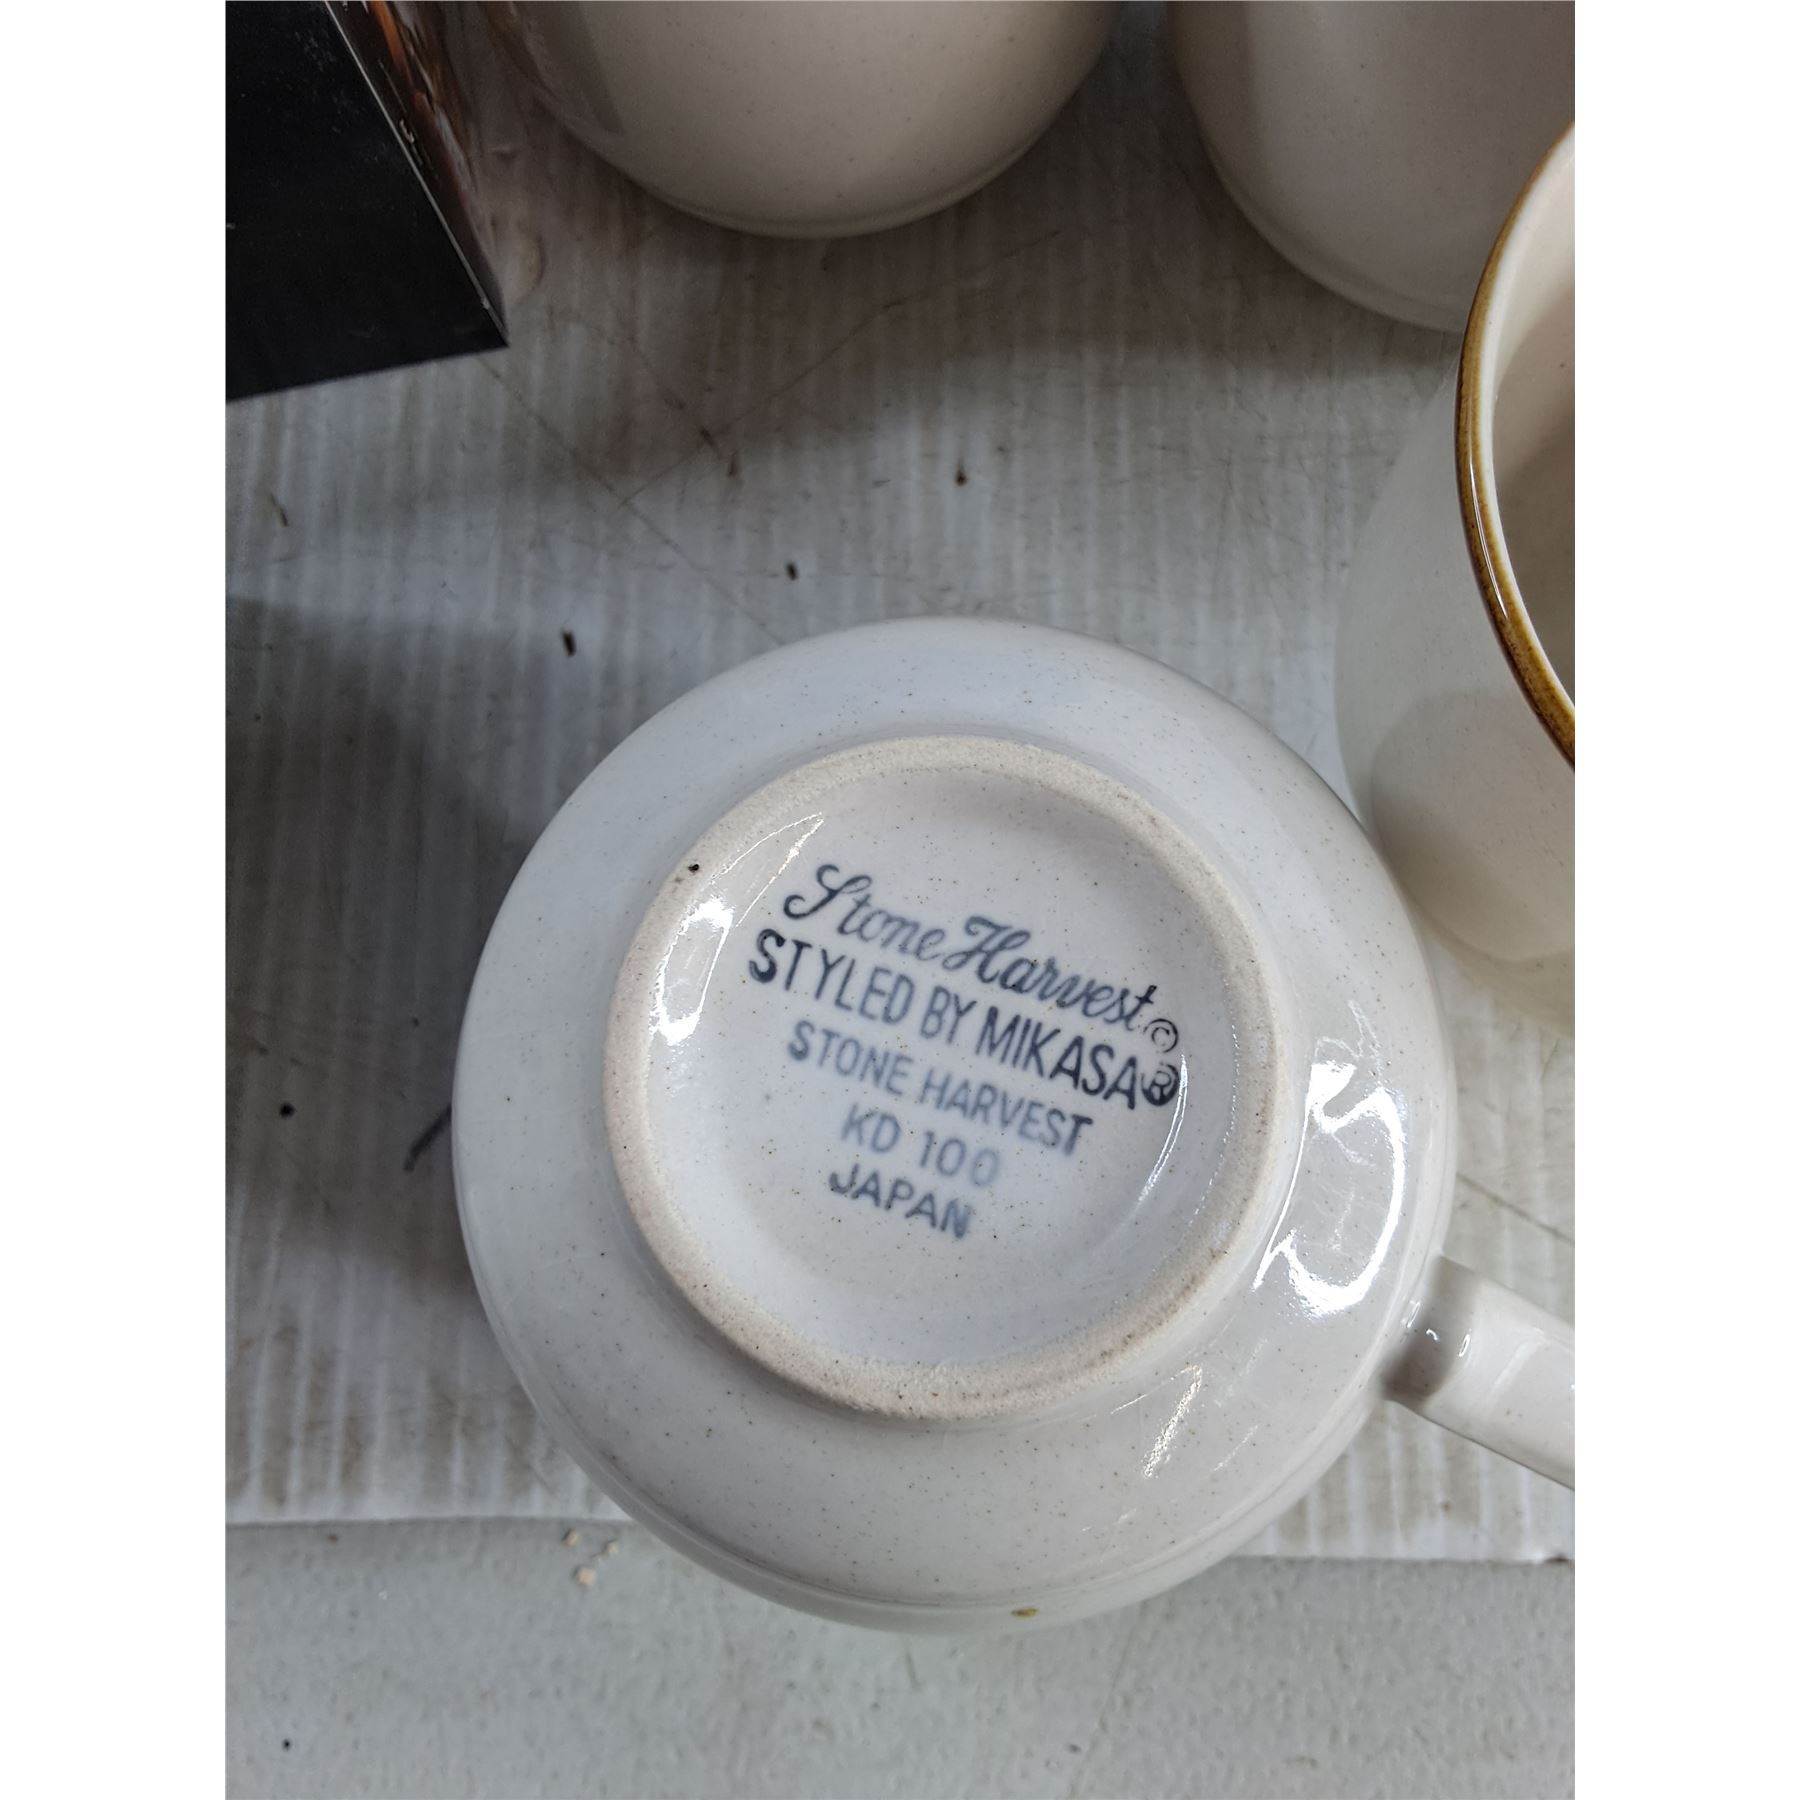 Stone Harvest ©
STYLED BY MIKASA ®
STONE HARVEST
KD 100
JAPAN